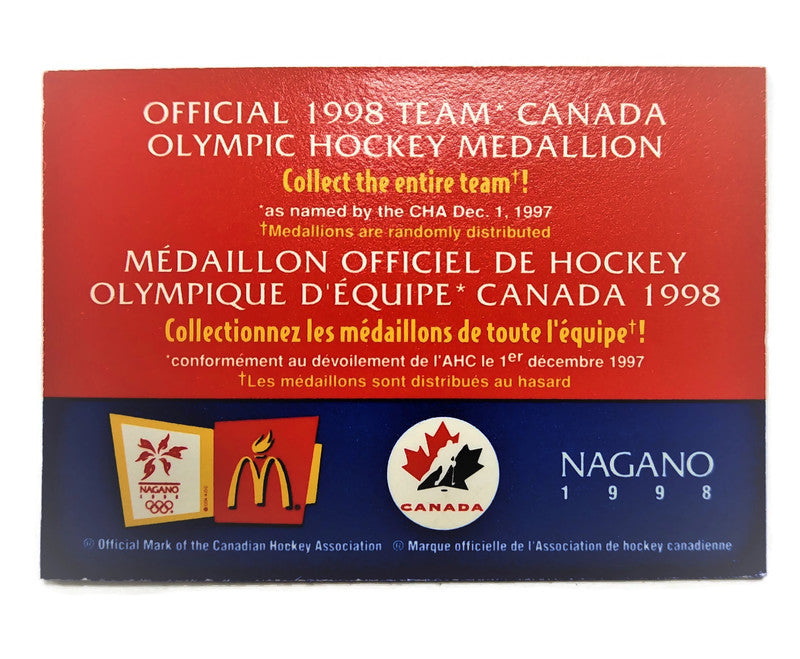 OFFICIAL 1998 TEAM* CANADA
OLYMPIC HOCKEY MEDALLION
Collect the entire team†!
*as named by the CHA Dec. 1, 1997
†Medallions are randomly distributed
MÉDAILLON OFFICIEL DE HOCKEY
OLYMPIQUE D'ÉQUIPE* CANADA 1998
Collectionnez les médaillons de toute l'équipe†!
*conformément au dévoilement de l'AHC le 1er décembre 1997
†Les médaillons sont distribués au hasard
NAGANO
1998
CANADA
NAGANO
1998
Official Mark of the Canadian Hockey Association
Marque officielle de l'Association de hockey canadienne